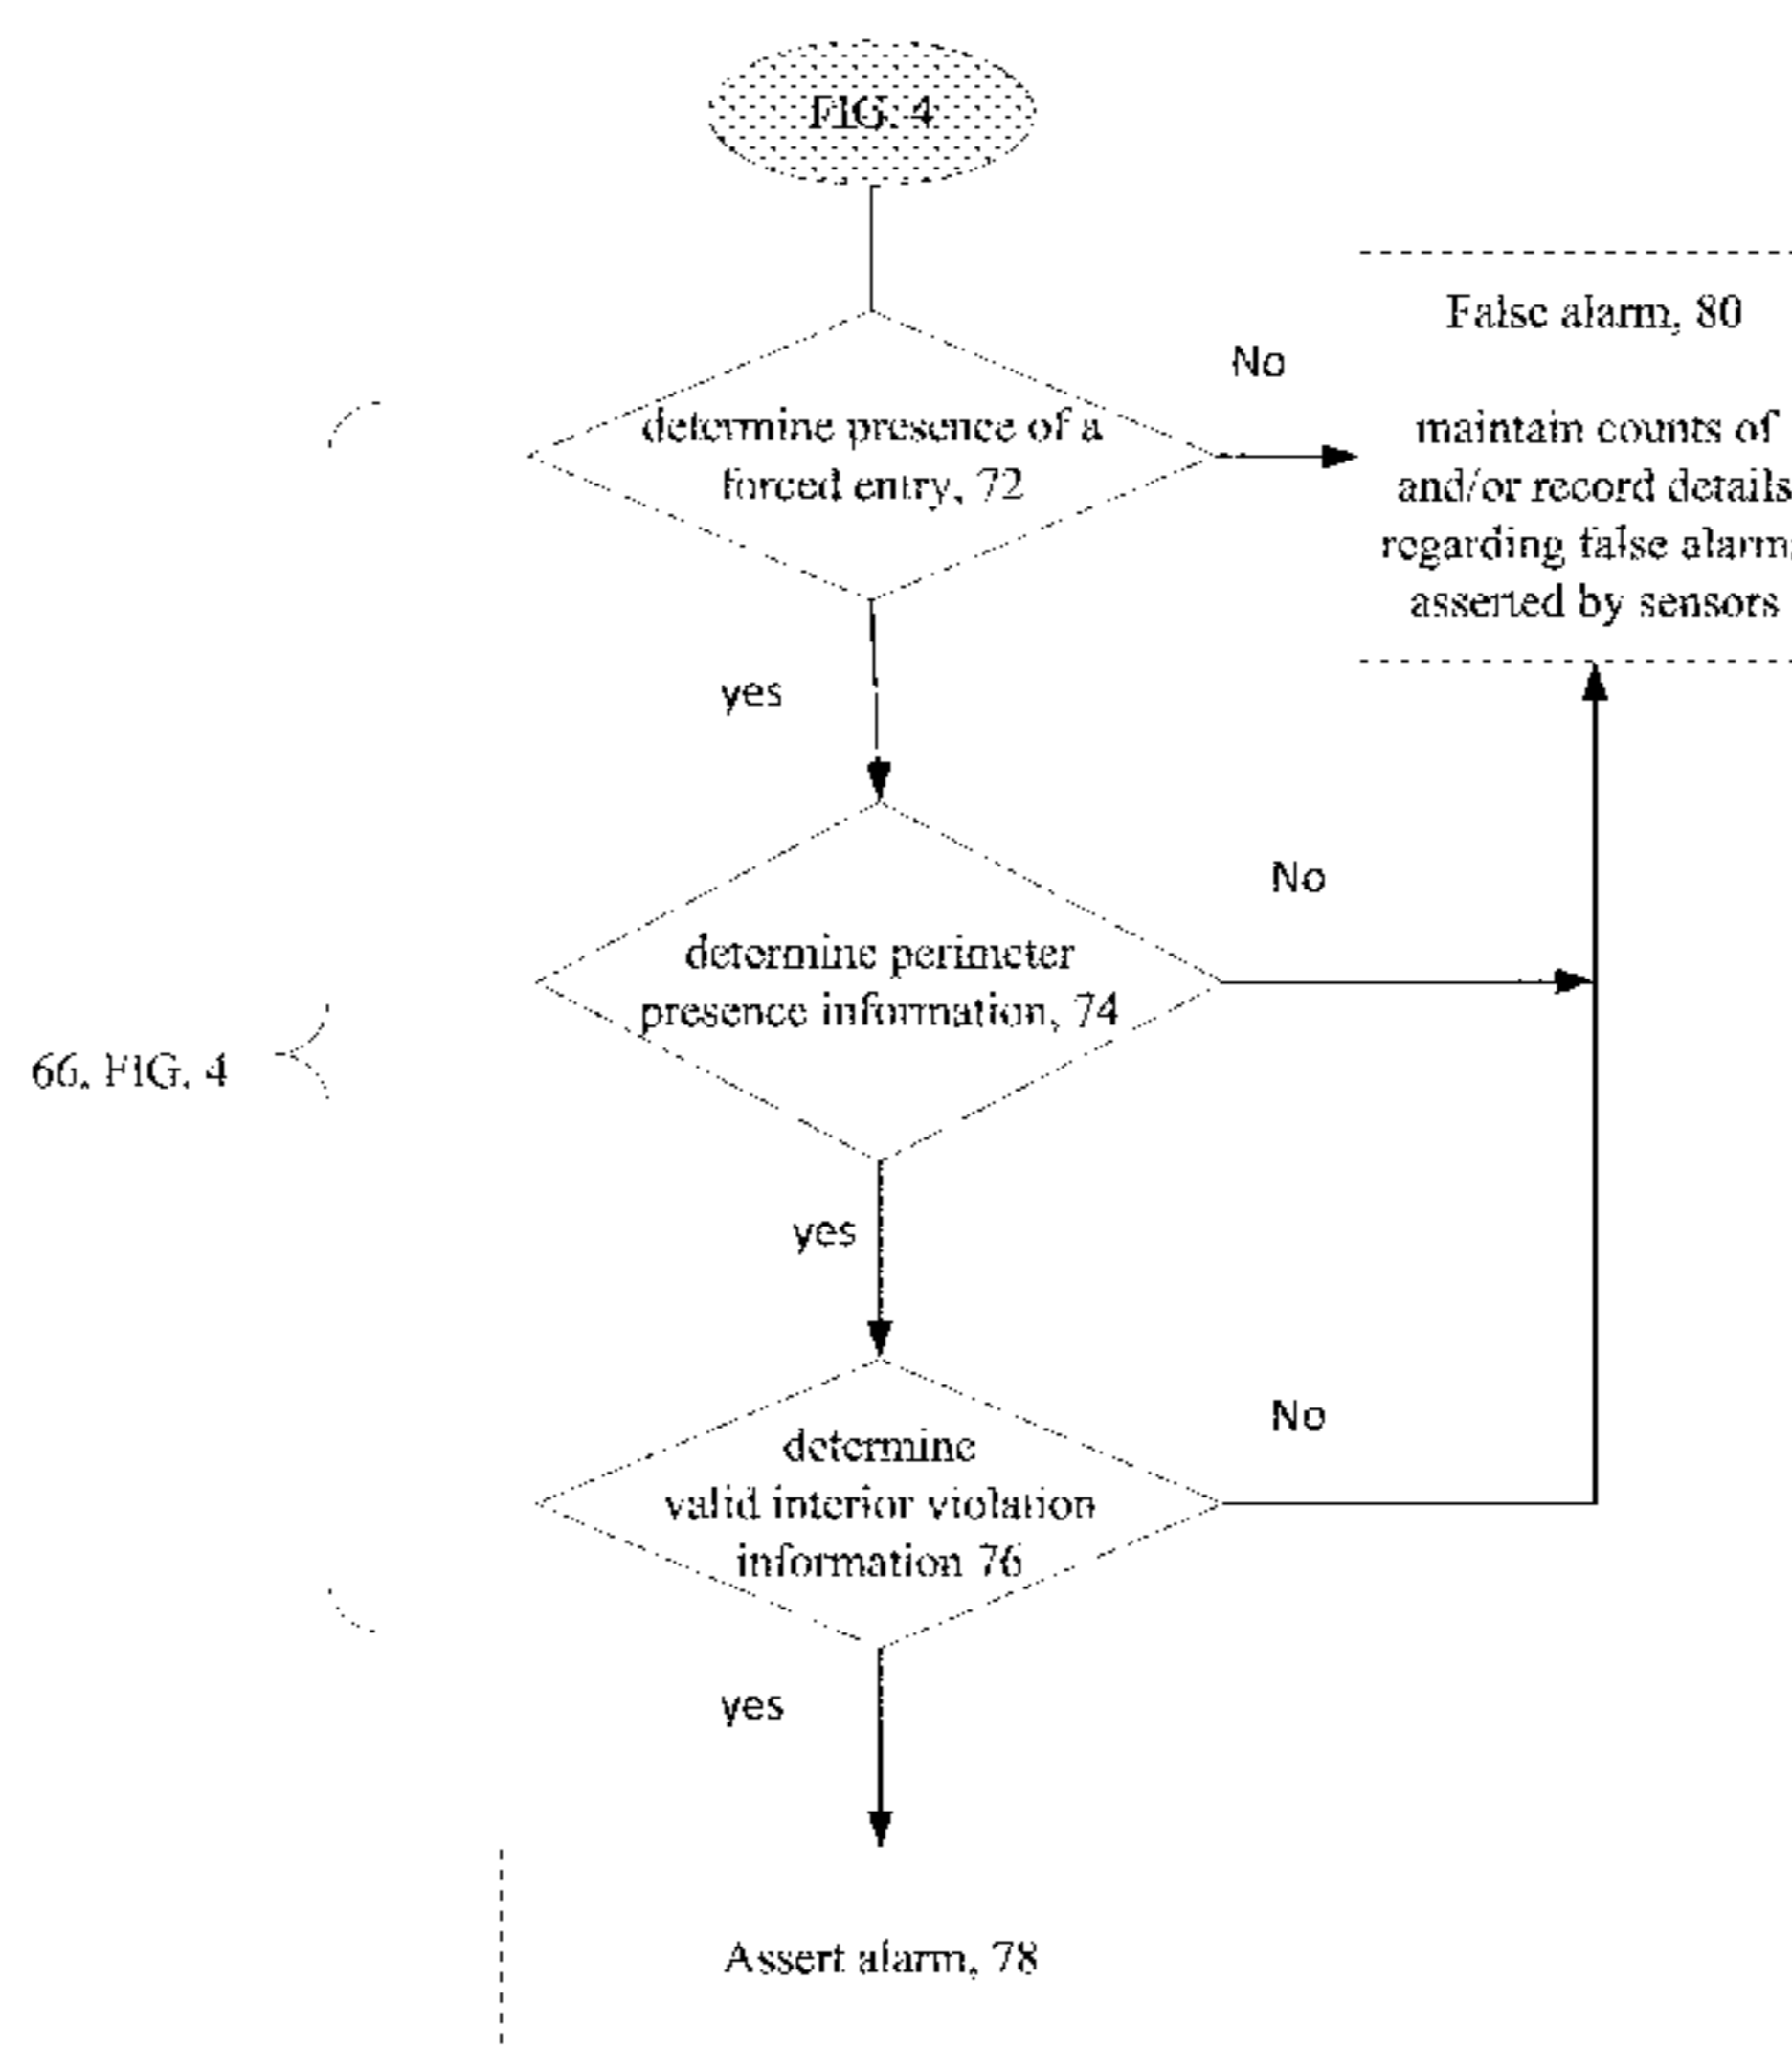 FIG. 4
False alarm, 80
No
determine presence of a
forced entry, 72
maintain counts of
and/or record details
regarding false alarms
asserted by sensors
yes
No
determine perimeter
presence information, 74
66, FIG. 4
yes
No
determine
valid interior violation
information 76
yes
Assert alarm, 78